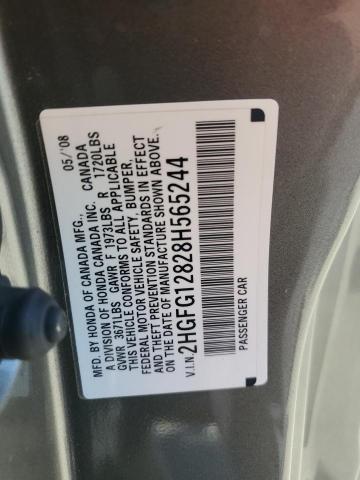 MFD. BY HONDA OF CANADA MFG.,
A DIVISION OF HONDA CANADA INC. CANADA 05/'08
GVWR 3671LBS GAWR F 1973LBS R 1720LBS
THIS VEHICLE CONFORMS TO ALL APPLICABLE
FEDERAL MOTOR VEHICLE SAFETY, BUMPER,
AND THEFT PREVENTION STANDARDS IN EFFECT
ON THE DATE OF MANUFACTURE SHOWN ABOVE.
V.I.N. 2HGFG12828H565244
PASSENGER CAR